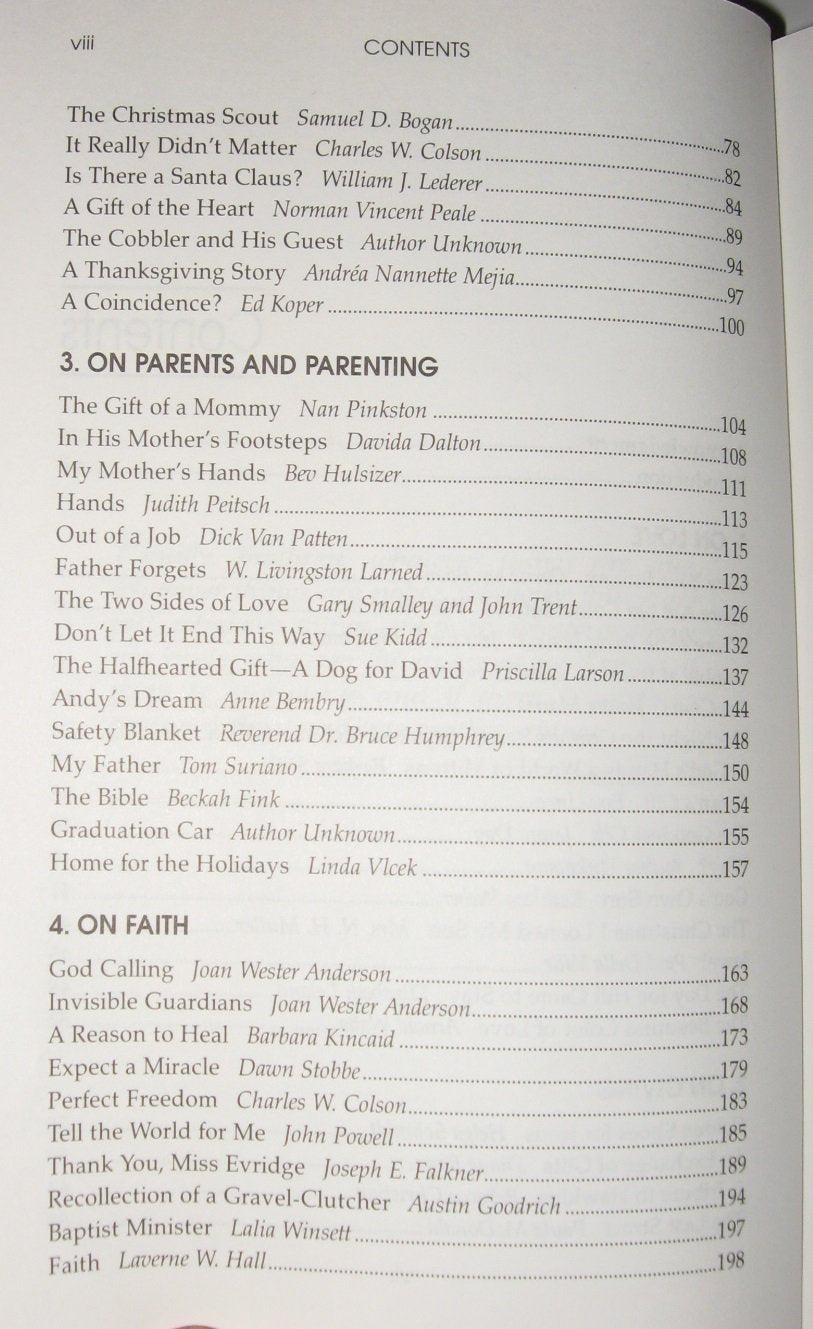 viii
CONTENTS
The Christmas Scout Samuel D. Bogan.....78
It Really Didn't Matter Charles W. Colson.....82
Is There a Santa Claus? William J. Lederer.....84
A Gift of the Heart Norman Vincent Peale.....89
The Cobbler and His Guest Author Unknown.....94
A Thanksgiving Story Andréa Nannette Mejia.....97
A Coincidence? Ed Koper.....100
3. ON PARENTS AND PARENTING
The Gift of a Mommy Nan Pinkston.....104
In His Mother's Footsteps Davida Dalton.....108
My Mother's Hands Bev Hulsizer.....111
Hands Judith Peitsch.....113
Out of a Job Dick Van Patten.....115
Father Forgets W. Livingston Larned.....123
The Two Sides of Love Gary Smalley and John Trent.....126
Don't Let It End This Way Sue Kidd.....132
The Halfhearted Gift—A Dog for David Priscilla Larson.....137
Andy's Dream Anne Bembry.....144
Safety Blanket Reverend Dr. Bruce Humphrey.....148
My Father Tom Suriano.....150
The Bible Beckah Fink.....154
Graduation Car Author Unknown.....155
Home for the Holidays Linda Vlcek.....157
4. ON FAITH
God Calling Joan Wester Anderson.....163
Invisible Guardians Joan Wester Anderson.....168
A Reason to Heal Barbara Kincaid.....173
Expect a Miracle Dawn Stobbe.....179
Perfect Freedom Charles W. Colson.....183
Tell the World for Me John Powell.....185
Thank You, Miss Evridge Joseph E. Falkner.....189
Recollection of a Gravel-Clutcher Austin Goodrich.....194
Baptist Minister Lalia Winsett.....197
Faith Laverne W. Hall.....198